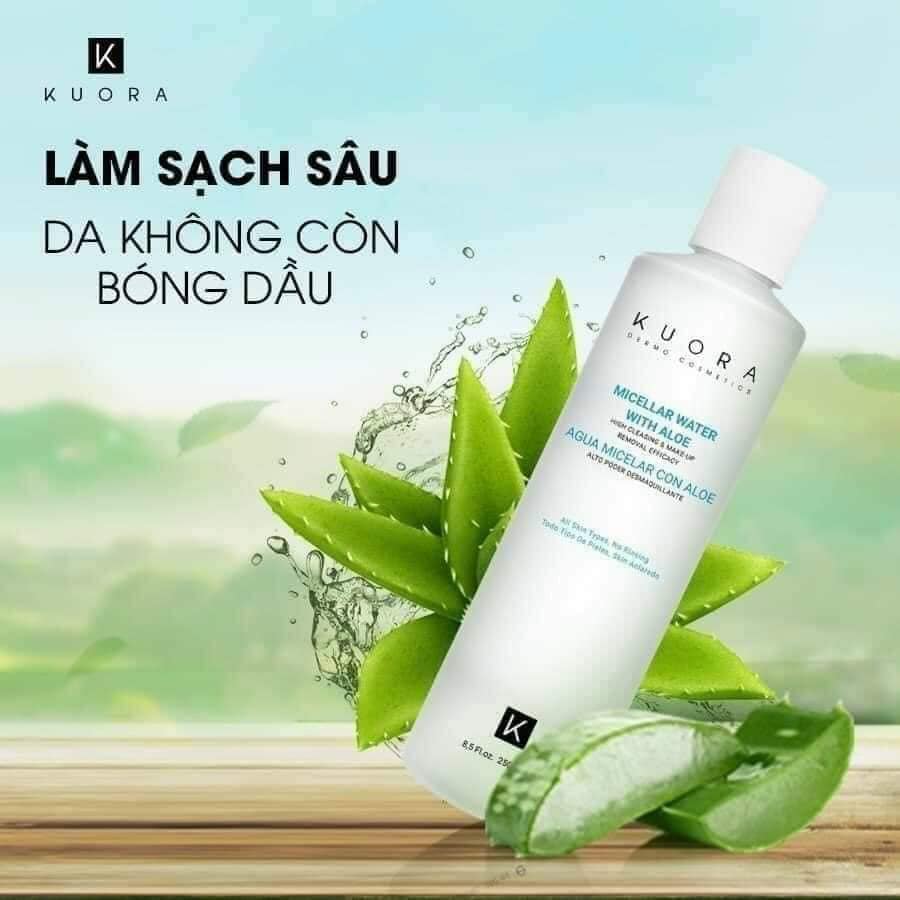 K
KUORA
LÀM SẠCH SÂU
DA KHÔNG CÒN
BÓNG DẦU
KUORA
DERMO COSMETICS
MICELLAR WATER
WITH ALOE
HIGH CLEASING & MAKE-UP
REMOVAL EFFICACY
AGUA MICELAR CON ALOE
ALTO PODER DESMAQUILLANTE
All Skin Types, No Rinsing
Todo Tipo De Pieles, Skin Aclarado
K
8,5 Fl.oz.